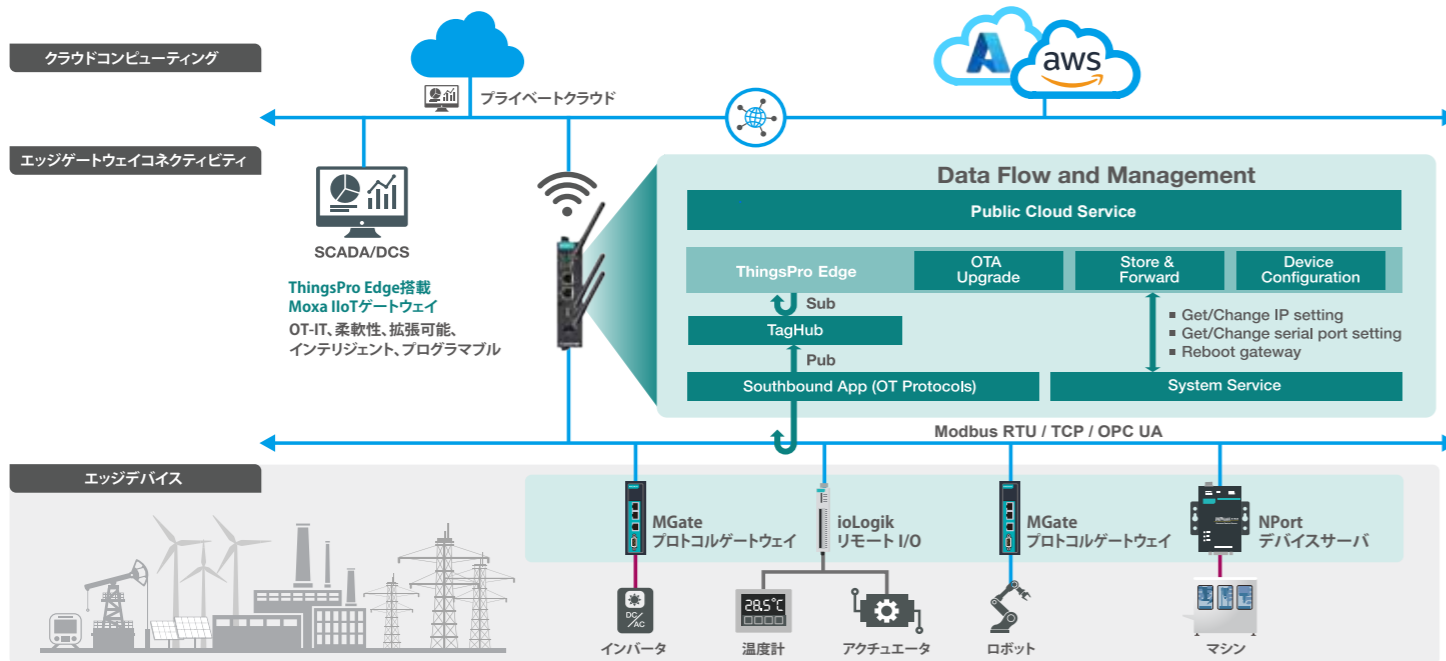 クラウドコンピューティング
プライベートクラウド
aws
エッジゲートウェイコネクティビティ
SCADA/DCS
ThingsPro Edge搭載
Moxa IIoTゲートウェイ
OT-IT、柔軟性、拡張可能、
インテリジェント、プログラマブル
Data Flow and Management
Public Cloud Service
ThingsPro Edge
OTA
Upgrade
Store &
Forward
Device
Configuration
Sub
TagHub
Pub
■ Get/Change IP setting
■ Get/Change serial port setting
■ Reboot gateway
Southbound App (OT Protocols)
System Service
Modbus RTU / TCP / OPC UA
エッジデバイス
MGate
プロトコルゲートウェイ
ioLogik
リモート I/O
MGate
プロトコルゲートウェイ
NPort
デバイスサーバ
DC/AC
28.5°C
インバータ
温度計
アクチュエータ
ロボット
マシン